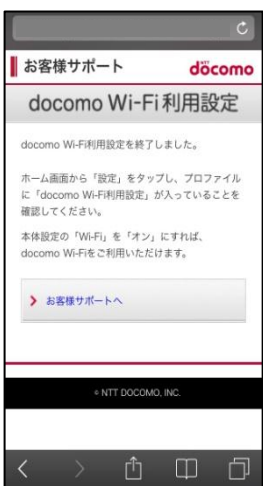 お客様サポート
NTT
docomo
docomo Wi-Fi利用設定
docomo Wi-Fi利用設定を終了しました。
ホーム画面から「設定」をタップし、プロファイル
に「docomo Wi-Fi利用設定」が入っていることを
確認してください。
本体設定の「Wi-Fi」を「オン」にすれば、
docomo Wi-Fiをご利用いただけます。
お客様サポートへ
© NTT DOCOMO, INC.